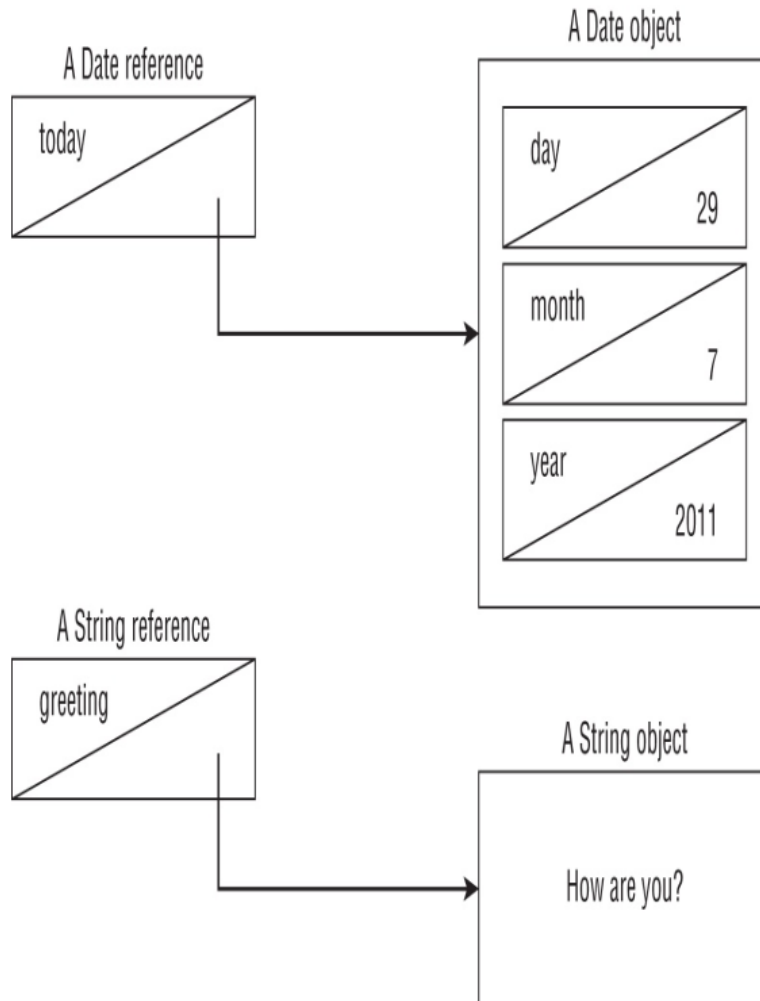 A Date reference
today
A Date object
day
29
month
7
year
2011
A String reference
greeting
A String object
How are you?